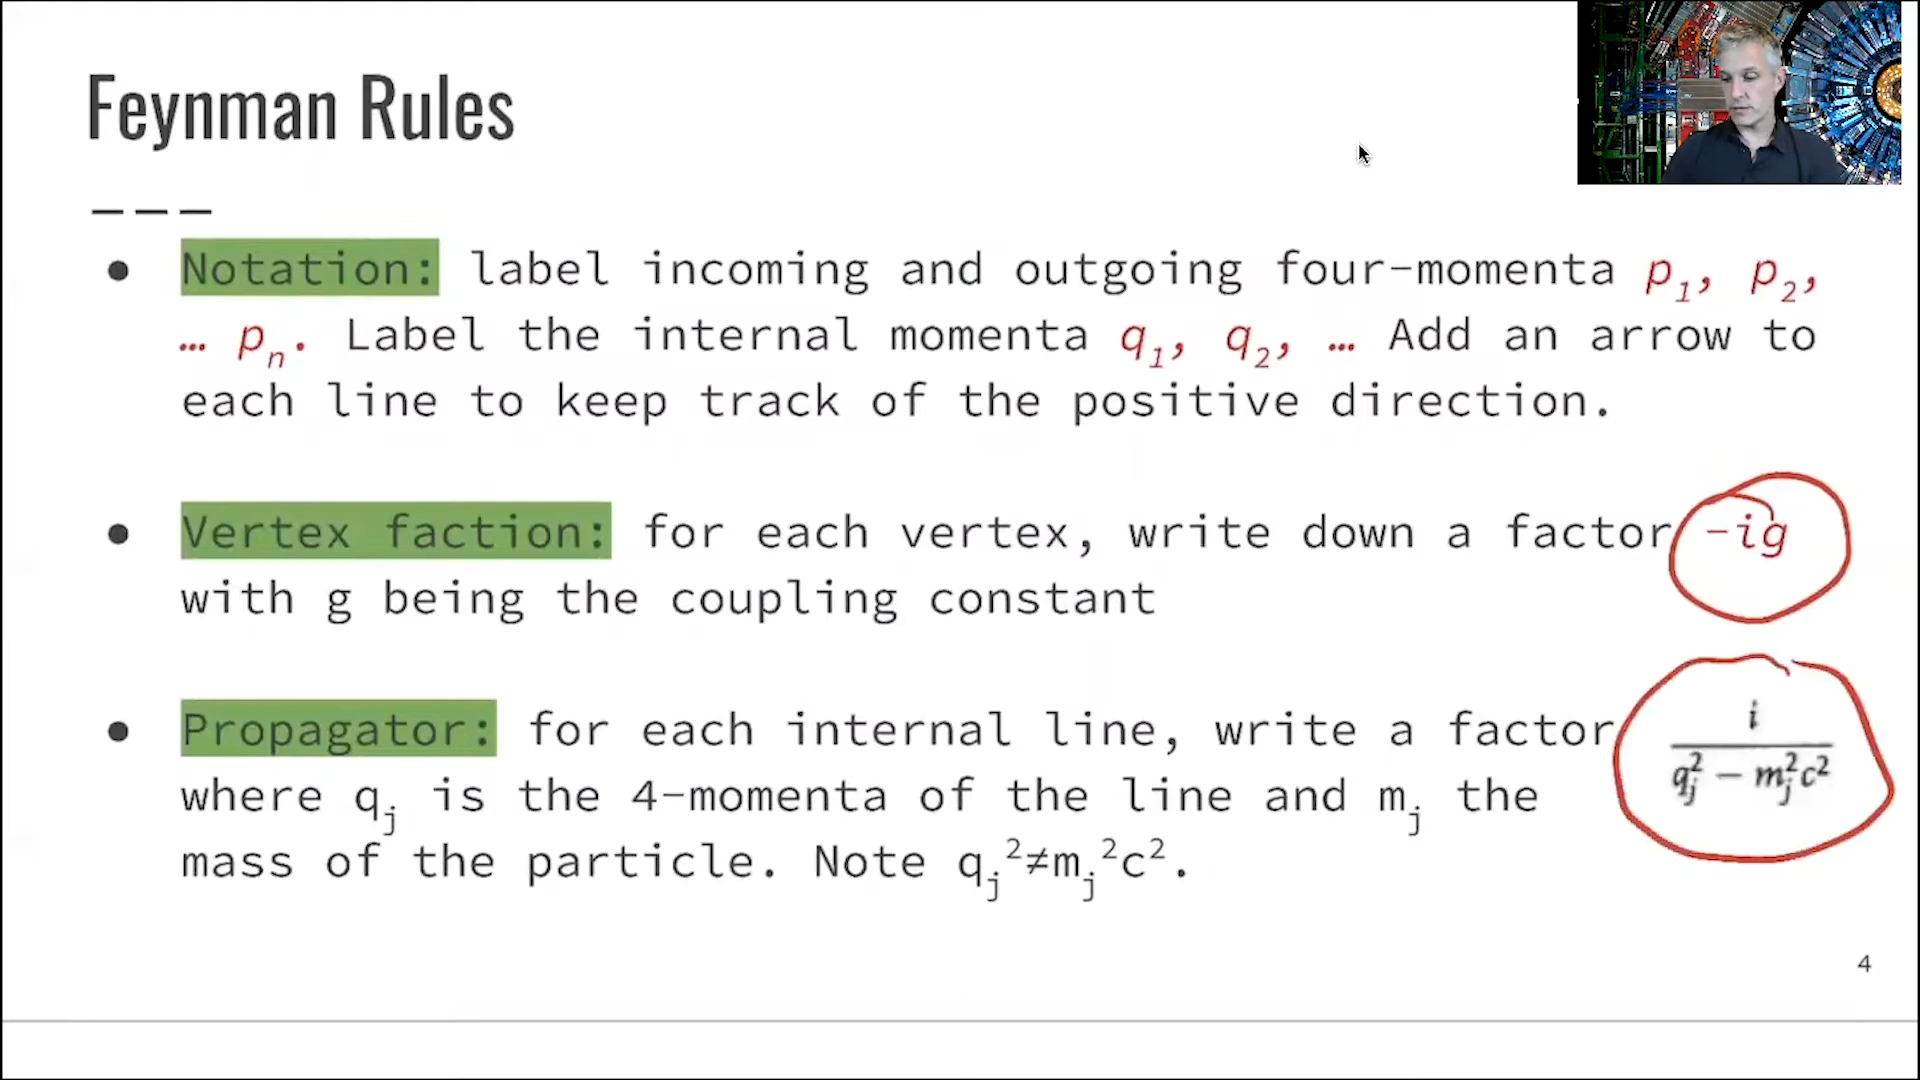 Feynman Rules
● Notation: label incoming and outgoing four-momenta p₁, p₂,
… pₙ. Label the internal momenta q₁, q₂, … Add an arrow to
each line to keep track of the positive direction.
● Vertex faction: for each vertex, write down a factor -ig
with g being the coupling constant
● Propagator: for each internal line, write a factor i/(qⱼ² − mⱼ²c²)
where qⱼ is the 4-momenta of the line and mⱼ the
mass of the particle. Note qⱼ²≠mⱼ²c².
4